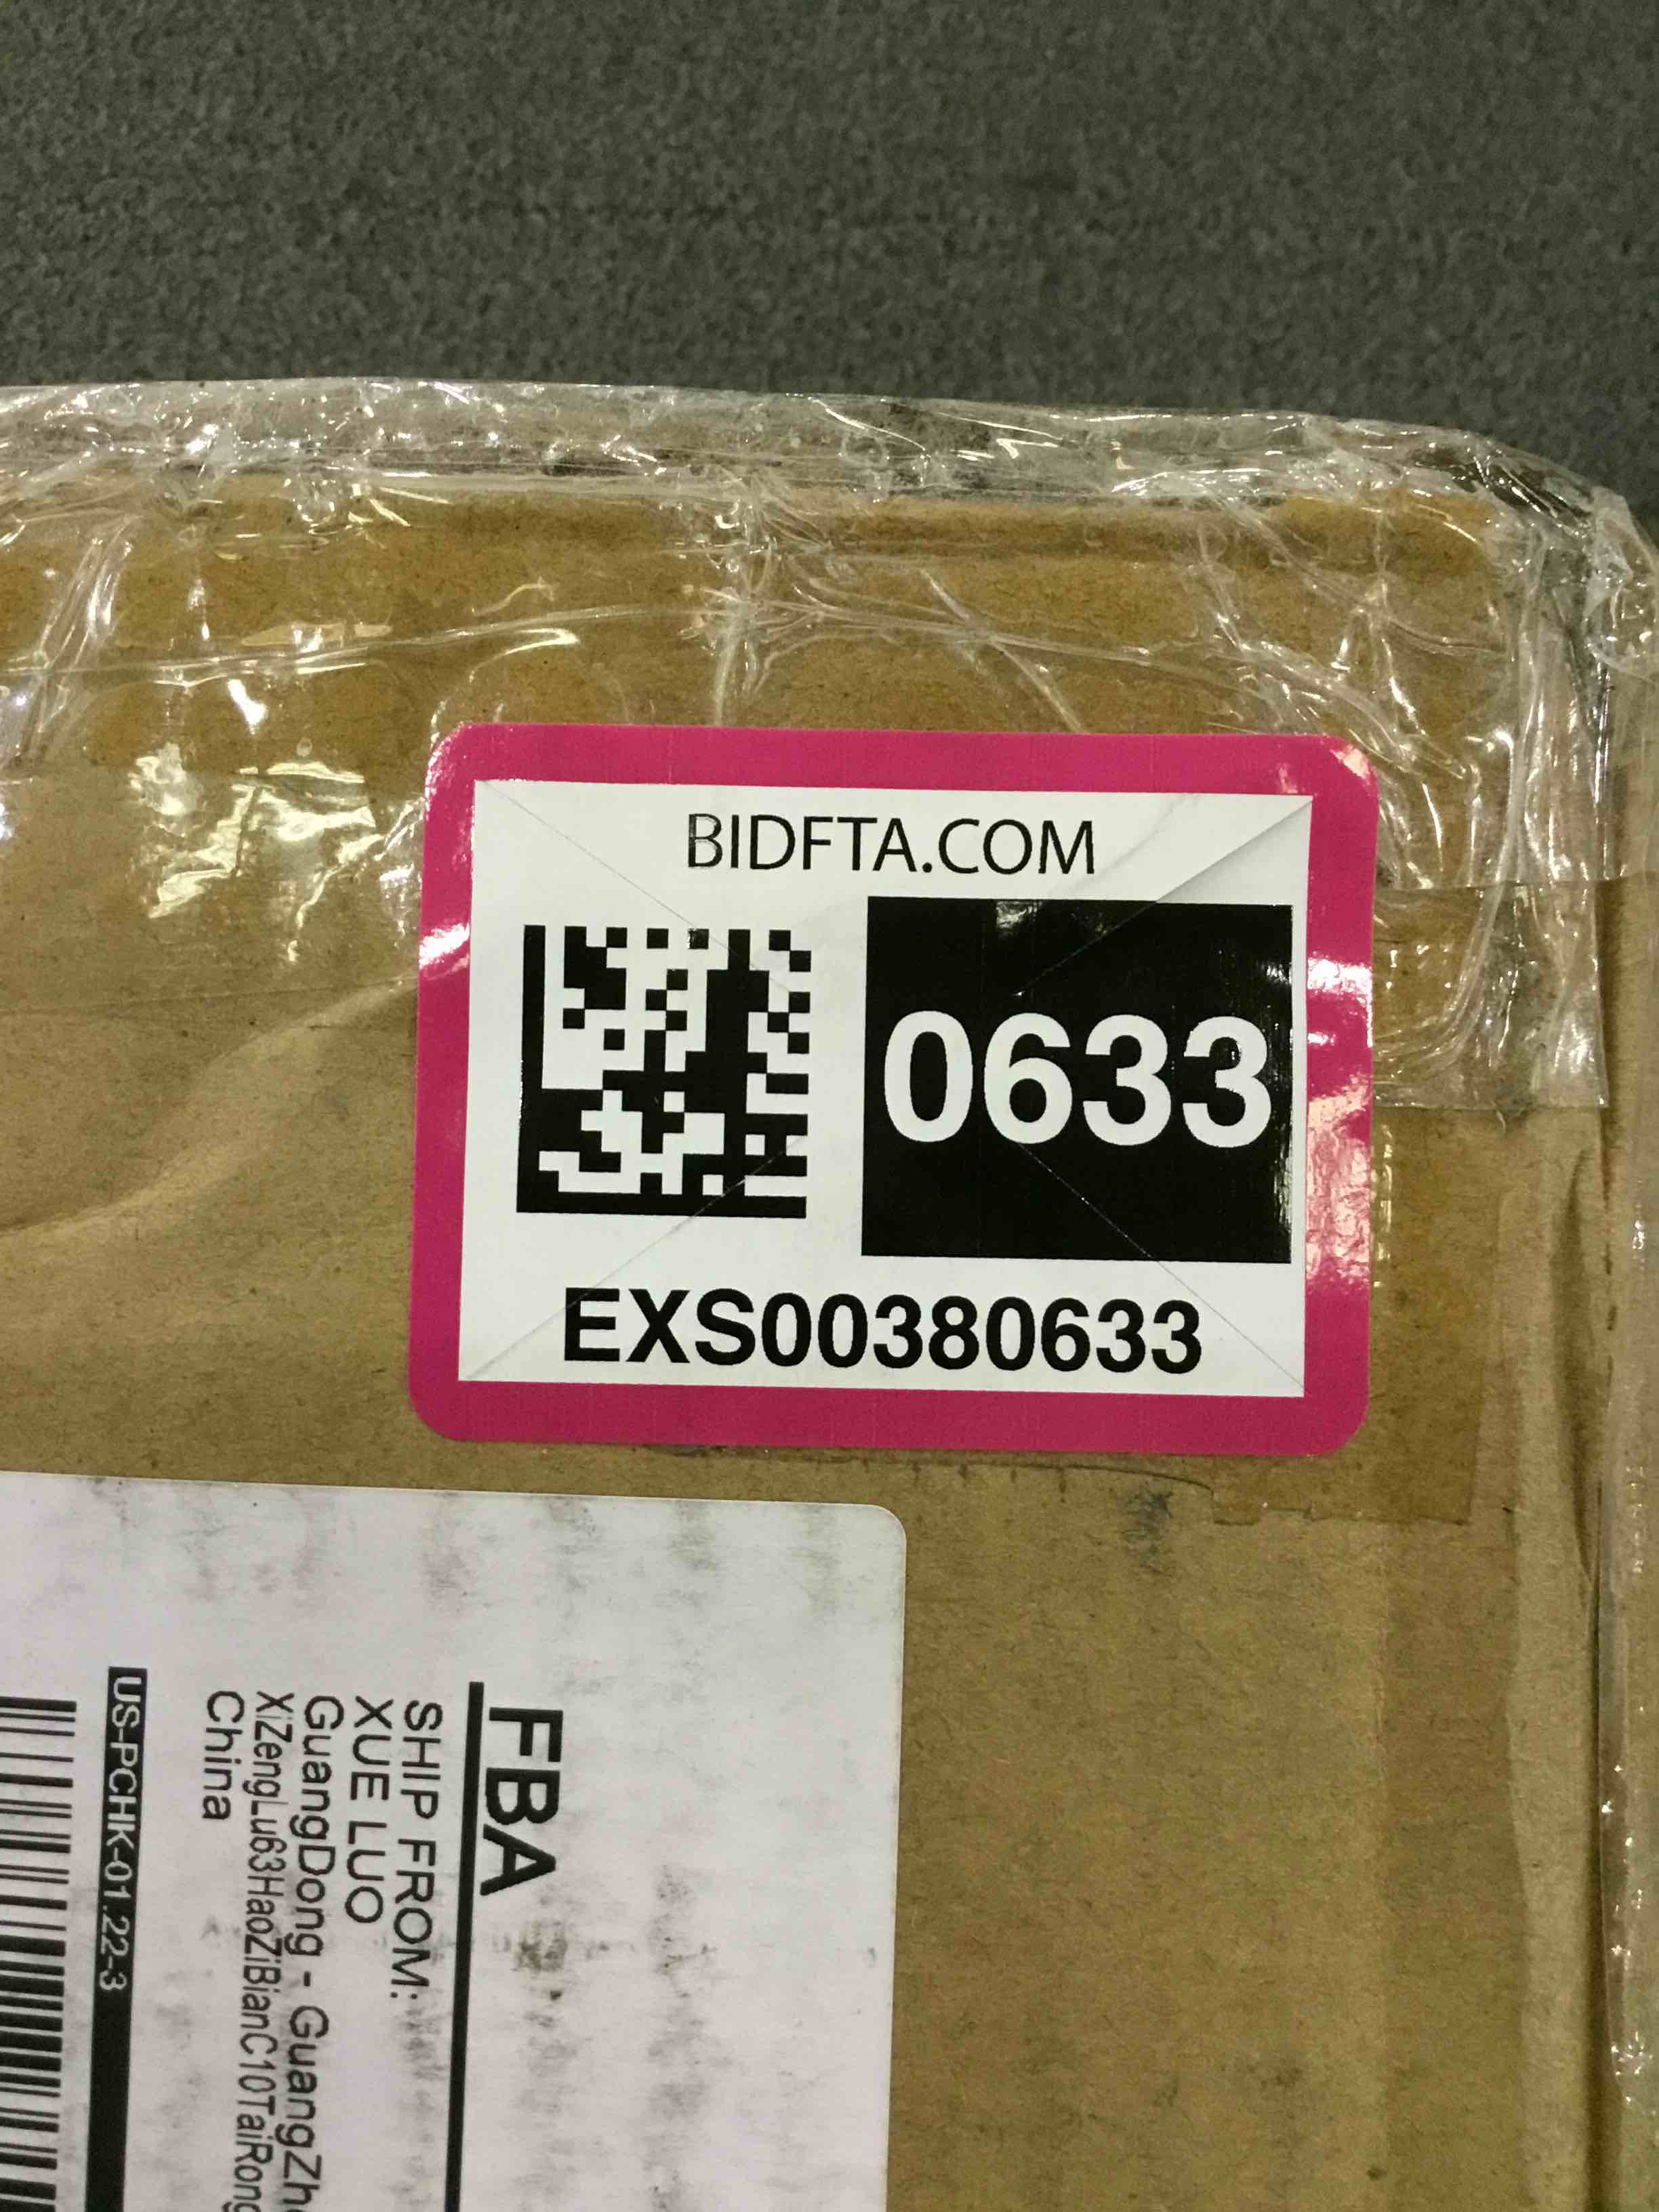 BIDFTA.COM
0633
EXS00380633
FBA
SHIP FROM:
XUE LUO
GuangDong - GuangZh
XiZengLu63HaoZiBianC10TaiRong
China
US-PCHK-01.22-3